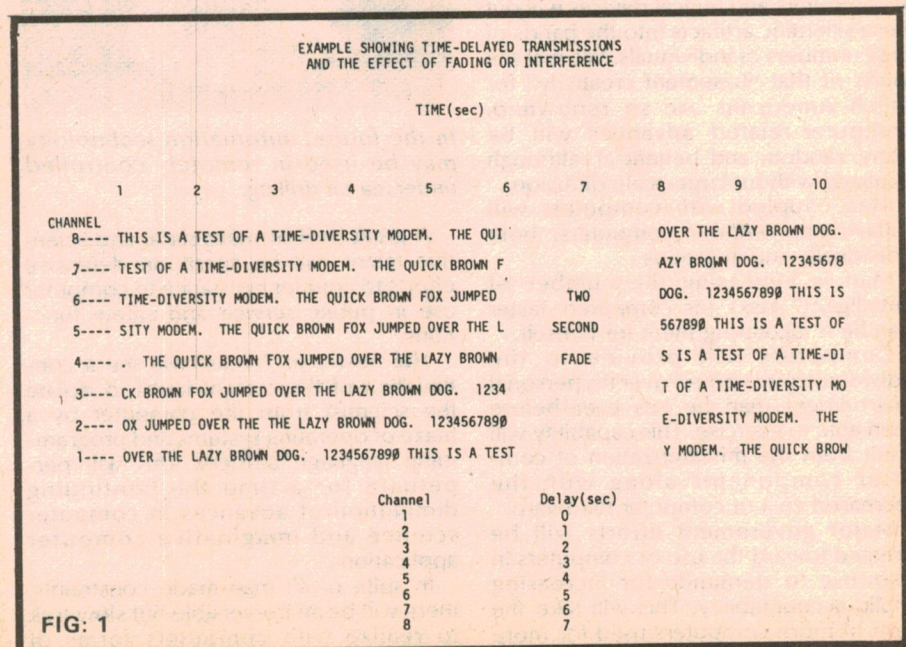 EXAMPLE SHOWING TIME-DELAYED TRANSMISSIONS
AND THE EFFECT OF FADING OR INTERFERENCE
TIME(sec)
1 2 3 4 5 6 7 8 9 10
CHANNEL
8---- THIS IS A TEST OF A TIME-DIVERSITY MODEM. THE QUI OVER THE LAZY BROWN DOG.
7---- TEST OF A TIME-DIVERSITY MODEM. THE QUICK BROWN F AZY BROWN DOG. 12345678
6---- TIME-DIVERSITY MODEM. THE QUICK BROWN FOX JUMPED TWO DOG. 1234567890 THIS IS
5---- SITY MODEM. THE QUICK BROWN FOX JUMPED OVER THE L SECOND 567890 THIS IS A TEST OF
4---- THE QUICK BROWN FOX JUMPED OVER THE LAZY BROWN FADE S IS A TEST OF A TIME-DI
3---- CK BROWN FOX JUMPED OVER THE LAZY BROWN DOG. 1234 T OF A TIME-DIVERSITY MO
2---- OX JUMPED OVER THE THE LAZY BROWN DOG. 1234567890 E-DIVERSITY MODEM. THE
1---- OVER THE LAZY BROWN DOG. 1234567890 THIS IS A TEST Y MODEM. THE QUICK BROW
Channel Delay(sec)
1 0
2 1
3 2
4 3
5 4
6 5
7 6
8 7
FIG: 1